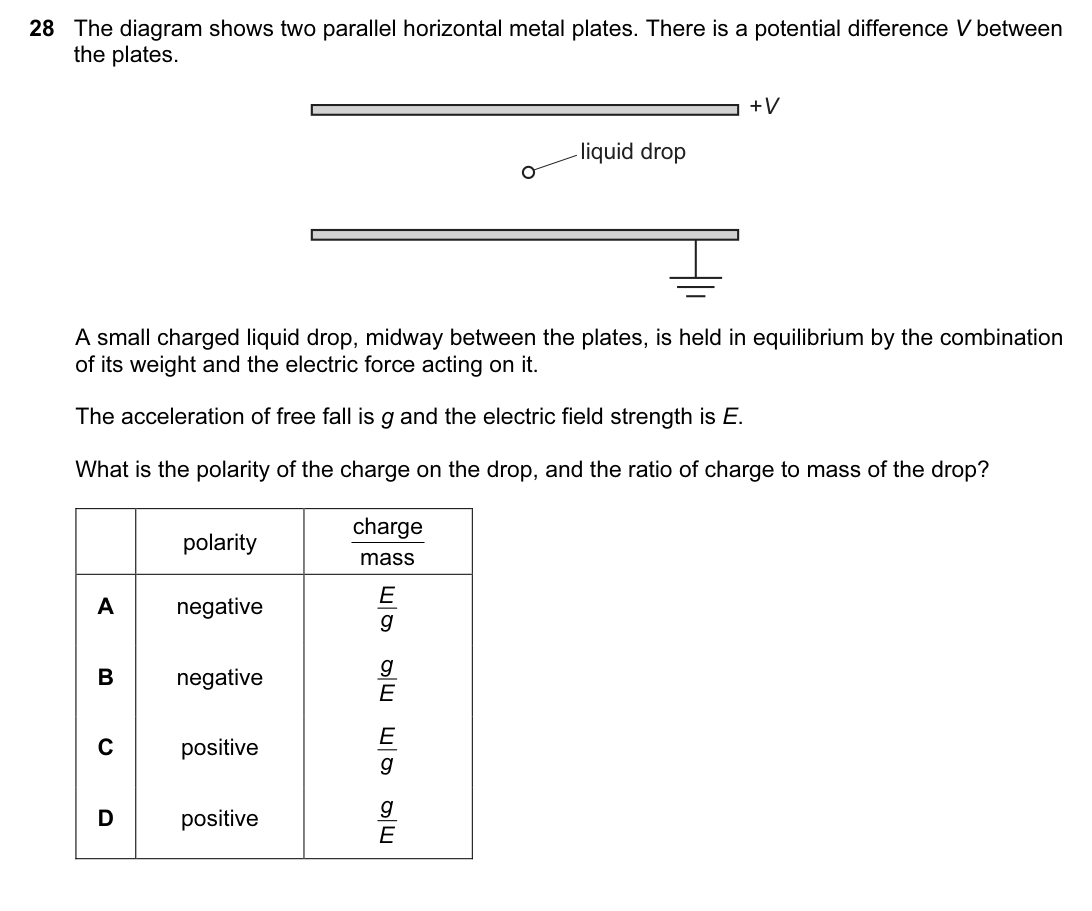 28 The diagram shows two parallel horizontal metal plates. There is a potential difference V between
the plates.
+V
liquid drop
A small charged liquid drop, midway between the plates, is held in equilibrium by the combination
of its weight and the electric force acting on it.
The acceleration of free fall is g and the electric field strength is E.
What is the polarity of the charge on the drop, and the ratio of charge to mass of the drop?
polarity charge/mass
A negative E/g
B negative g/E
C positive E/g
D positive g/E